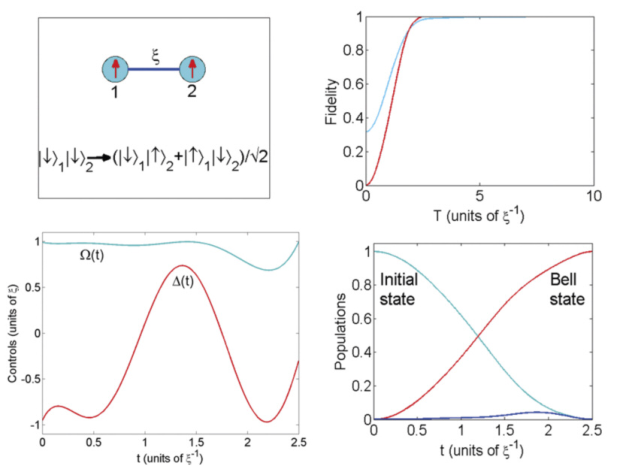 ξ
1 2
|↓⟩₁|↓⟩₂→(|↓⟩₁|↑⟩₂+|↑⟩₁|↓⟩₂)/√2
Fidelity
1
0.8
0.6
0.4
0.2
0
0 5 10
T (units of ξ⁻¹)
Controls (units of ξ)
1
0.5
0
-0.5
-1
Ω(t)
Δ(t)
0 0.5 1 1.5 2 2.5
t (units of ξ⁻¹)
Populations
1
0.8
0.6
0.4
0.2
0
Initial
state
Bell
state
0 0.5 1 1.5 2 2.5
t (units of ξ⁻¹)